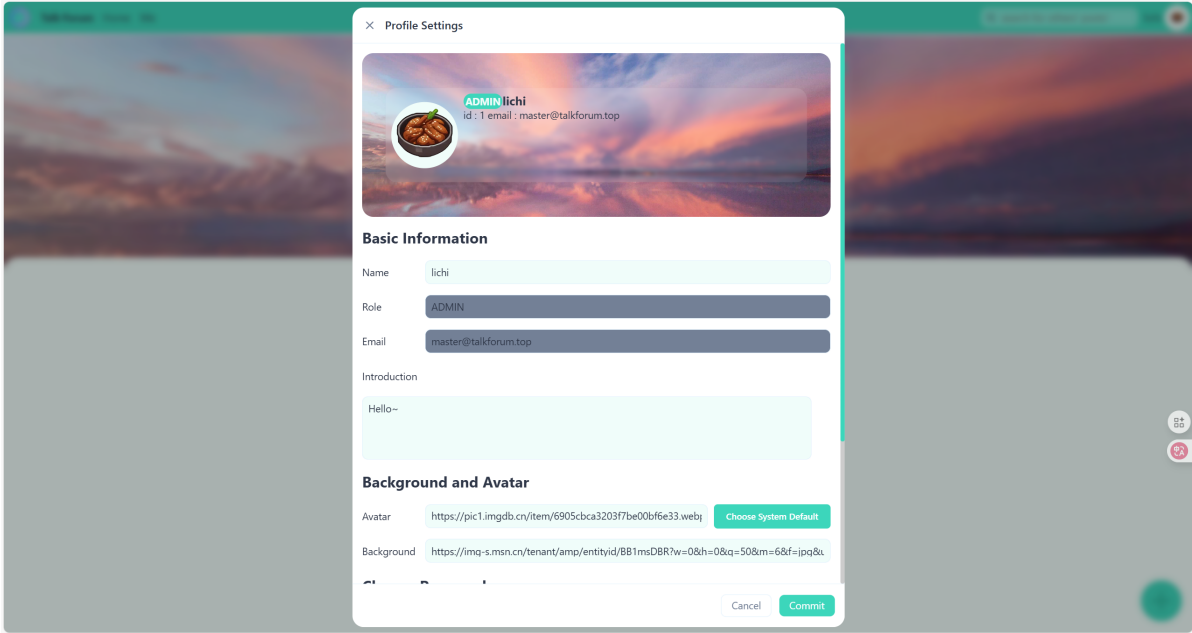 Profile Settings
ADMIN lichi
id : 1 email : master@talkforum.top
Basic Information
Name
lichi
Role
ADMIN
Email
master@talkforum.top
Introduction
Hello~
Background and Avatar
Avatar
https://pic1.imgdb.cn/item/6905cbca3203f7be00bf6e33.webp
Choose System Default
Background
https://img-s.msn.cn/tenant/amp/entityid/BB1msDBR?w=0&h=0&q=50&m=6&f=jpg&u
Cancel
Commit